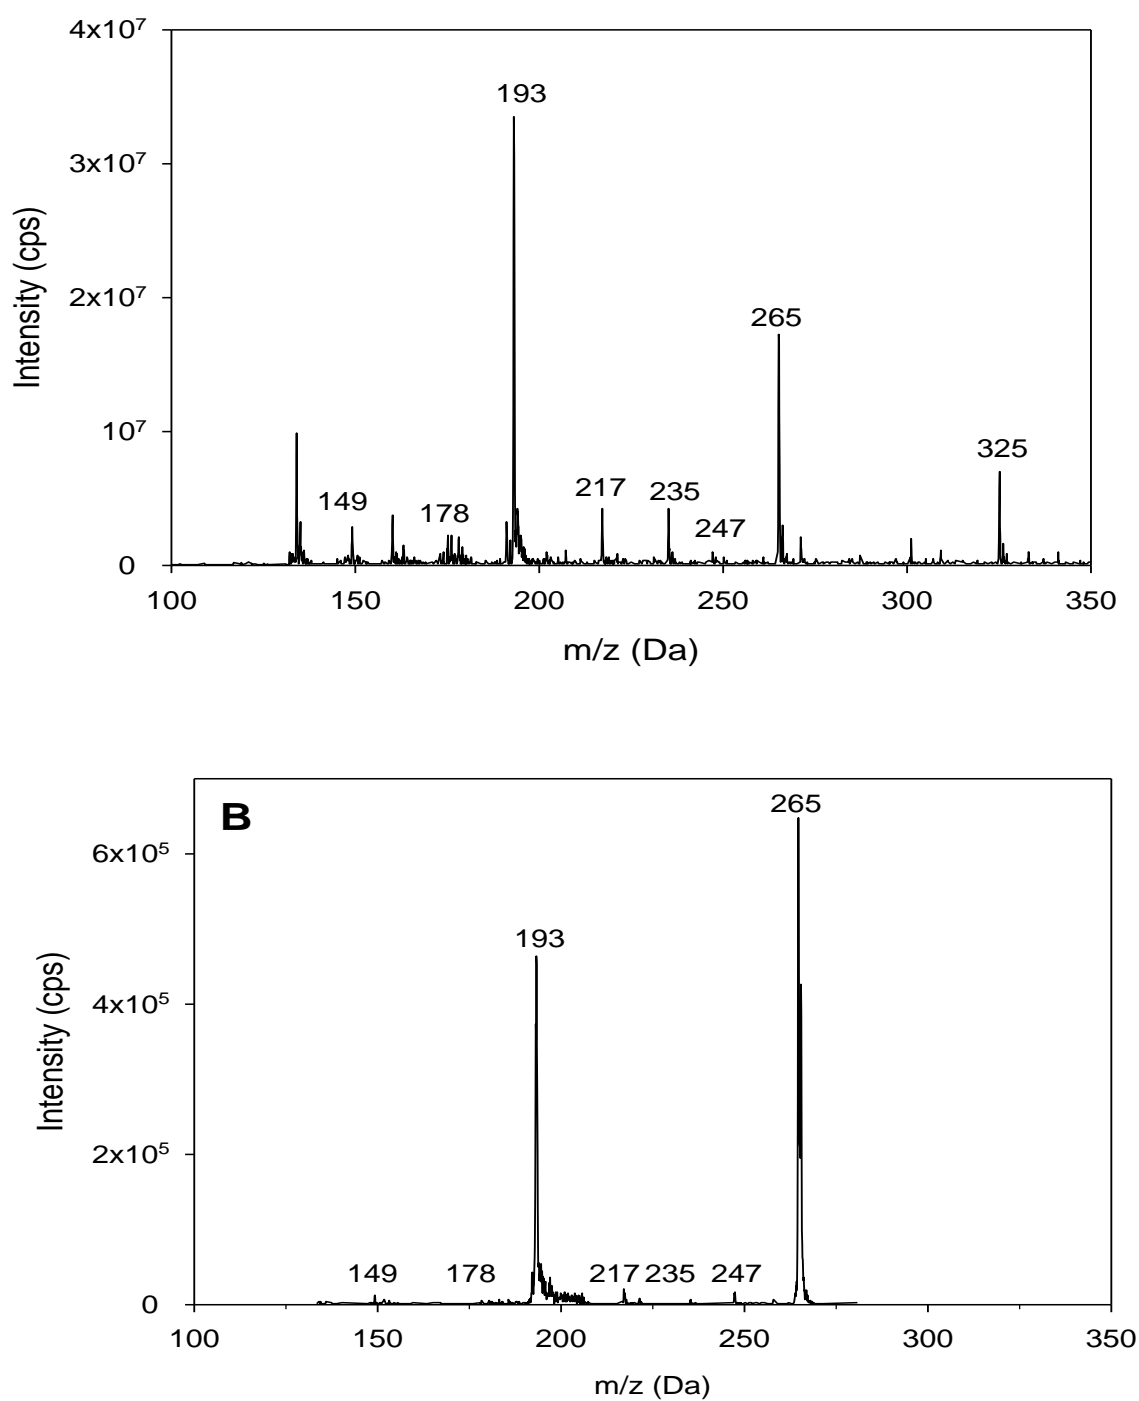 4x10⁷
193
3x10⁷
Intensity (cps)
2x10⁷
265
10⁷
325
217
235
149
178
247
0
100 150 200 250 300 350
m/z (Da)
B
265
6x10⁵
193
Intensity (cps)
4x10⁵
2x10⁵
149 178 217 235 247
0
100 150 200 250 300 350
m/z (Da)